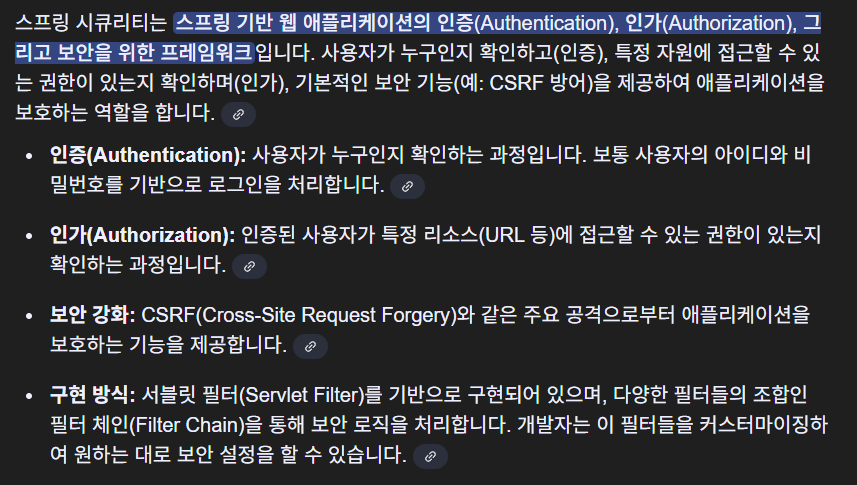 스프링 시큐리티는 스프링 기반 웹 애플리케이션의 인증(Authentication), 인가(Authorization), 그
리고 보안을 위한 프레임워크입니다. 사용자가 누구인지 확인하고(인증), 특정 자원에 접근할 수 있
는 권한이 있는지 확인하며(인가), 기본적인 보안 기능(예: CSRF 방어)을 제공하여 애플리케이션을
보호하는 역할을 합니다.
• 인증(Authentication): 사용자가 누구인지 확인하는 과정입니다. 보통 사용자의 아이디와 비
밀번호를 기반으로 로그인을 처리합니다.
• 인가(Authorization): 인증된 사용자가 특정 리소스(URL 등)에 접근할 수 있는 권한이 있는지
확인하는 과정입니다.
• 보안 강화: CSRF(Cross-Site Request Forgery)와 같은 주요 공격으로부터 애플리케이션을
보호하는 기능을 제공합니다.
• 구현 방식: 서블릿 필터(Servlet Filter)를 기반으로 구현되어 있으며, 다양한 필터들의 조합인
필터 체인(Filter Chain)을 통해 보안 로직을 처리합니다. 개발자는 이 필터들을 커스터마이징하
여 원하는 대로 보안 설정을 할 수 있습니다.